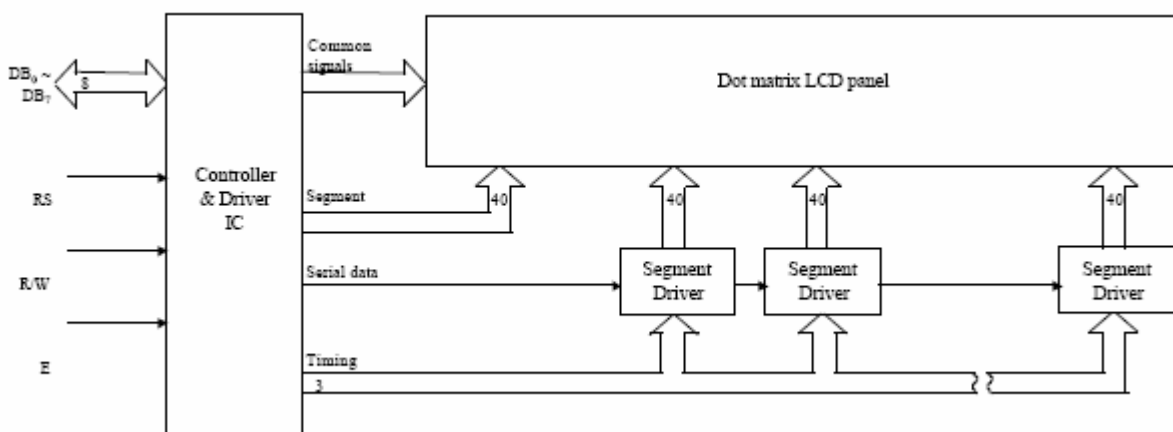 DB₀ ~
DB₇
8
RS
R/W
E
Controller
& Driver
IC
Common
signals
Segment
Serial data
Timing
3
Dot matrix LCD panel
40
40
40
40
Segment
Driver
Segment
Driver
Segment
Driver